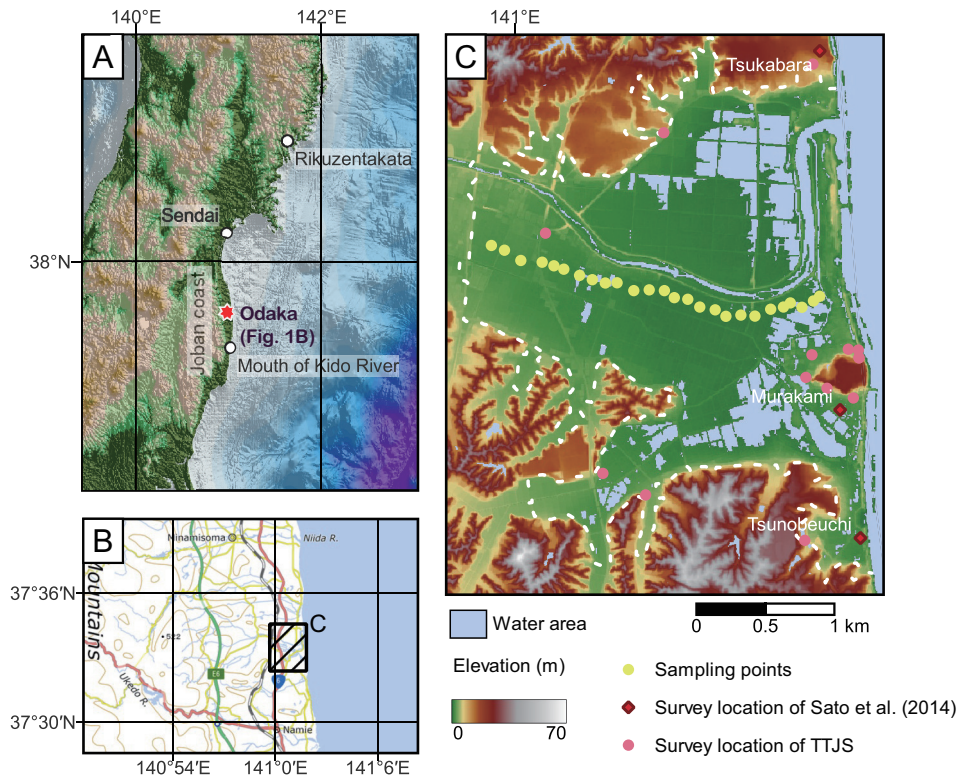 140°E
142°E
A
Rikuzentakata
Sendai
38°N
Joban coast
Odaka
(Fig. 1B)
Mouth of Kido River
B
Minamisoma
Niida R.
Mountains
37°36′N
C
522
Ukedo R.
E6
37°30′N
Namie
140°54′E
141°0′E
141°6′E
141°E
C
Tsukabara
Murakami
Tsunobeuchi
Water area
0
0.5
1 km
Elevation (m)
0
70
Sampling points
Survey location of Sato et al. (2014)
Survey location of TTJS